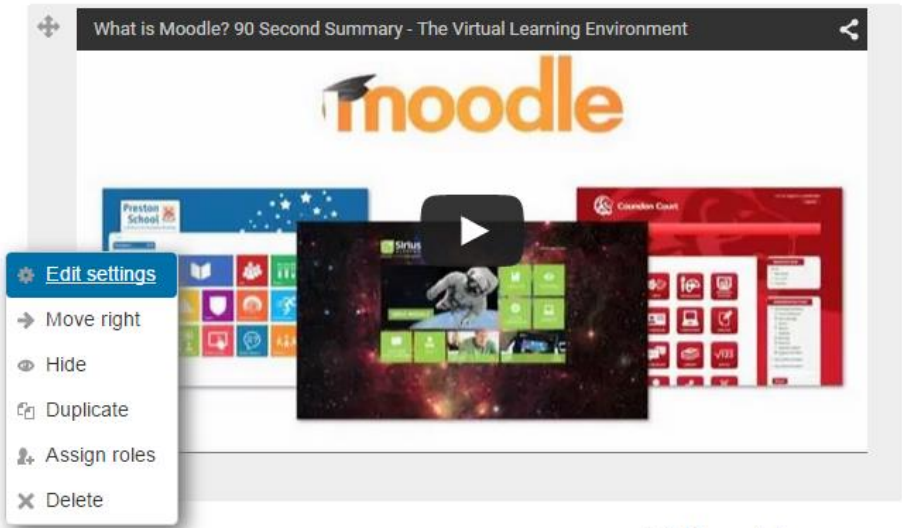 What is Moodle? 90 Second Summary - The Virtual Learning Environment
moodle
Preston
School
Sirius
Coundon Court
Edit settings
Move right
Hide
Duplicate
Assign roles
Delete